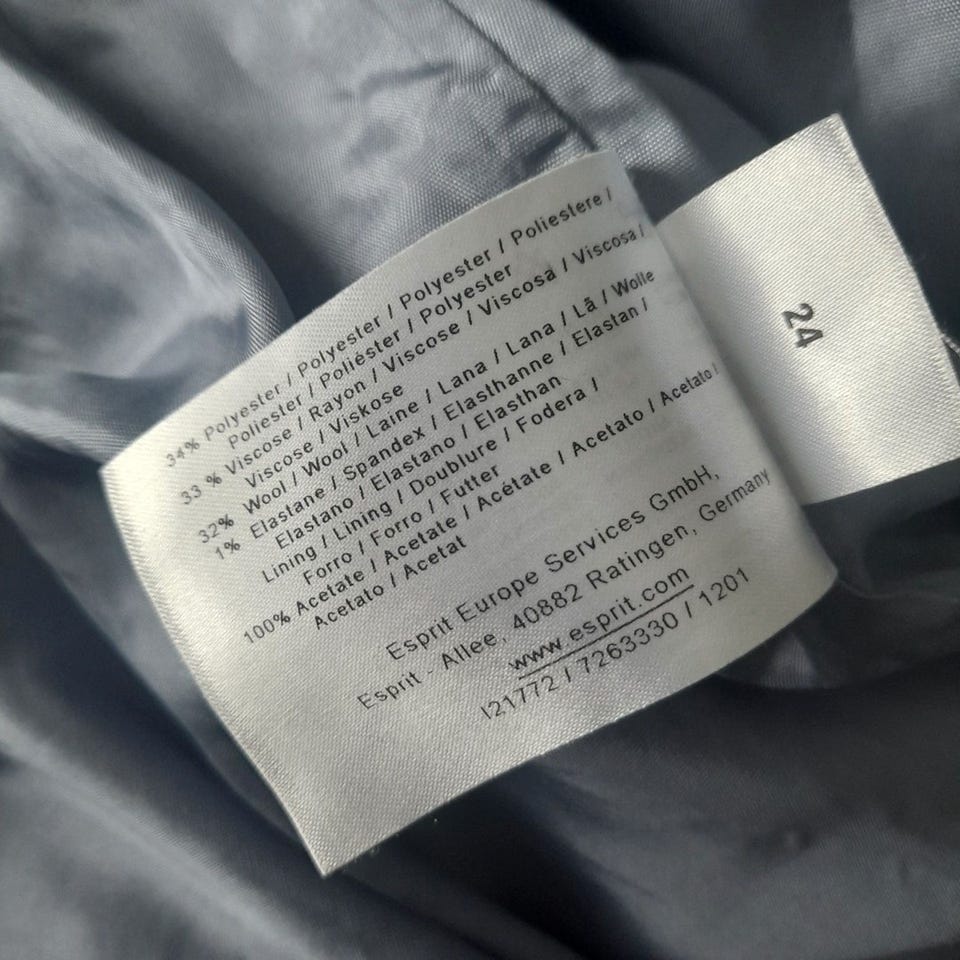 34% Polyester / Polyester / Polyester / Poliestere /
Poliester / Poliéster / Polyester
33 % Viscose / Rayon / Viscose / Viscosa / Viscosa /
Viscose / Viskose
32% Wool / Wool / Laine / Lana / Lana / Lã / Wolle
1% Elastane / Spandex / Elasthanne / Elastan /
Elastano / Elastano / Elasthan
Lining / Lining / Doublure / Fodera /
Forro / Forro / Futter
100% Acetate / Acetate / Acétate / Acetato / Acetato /
Acetato / Acetat
Esprit Europe Services GmbH,
Esprit - Allee, 40882 Ratingen, Germany
www.esprit.com
I21772 / 7263330 / 1201
24